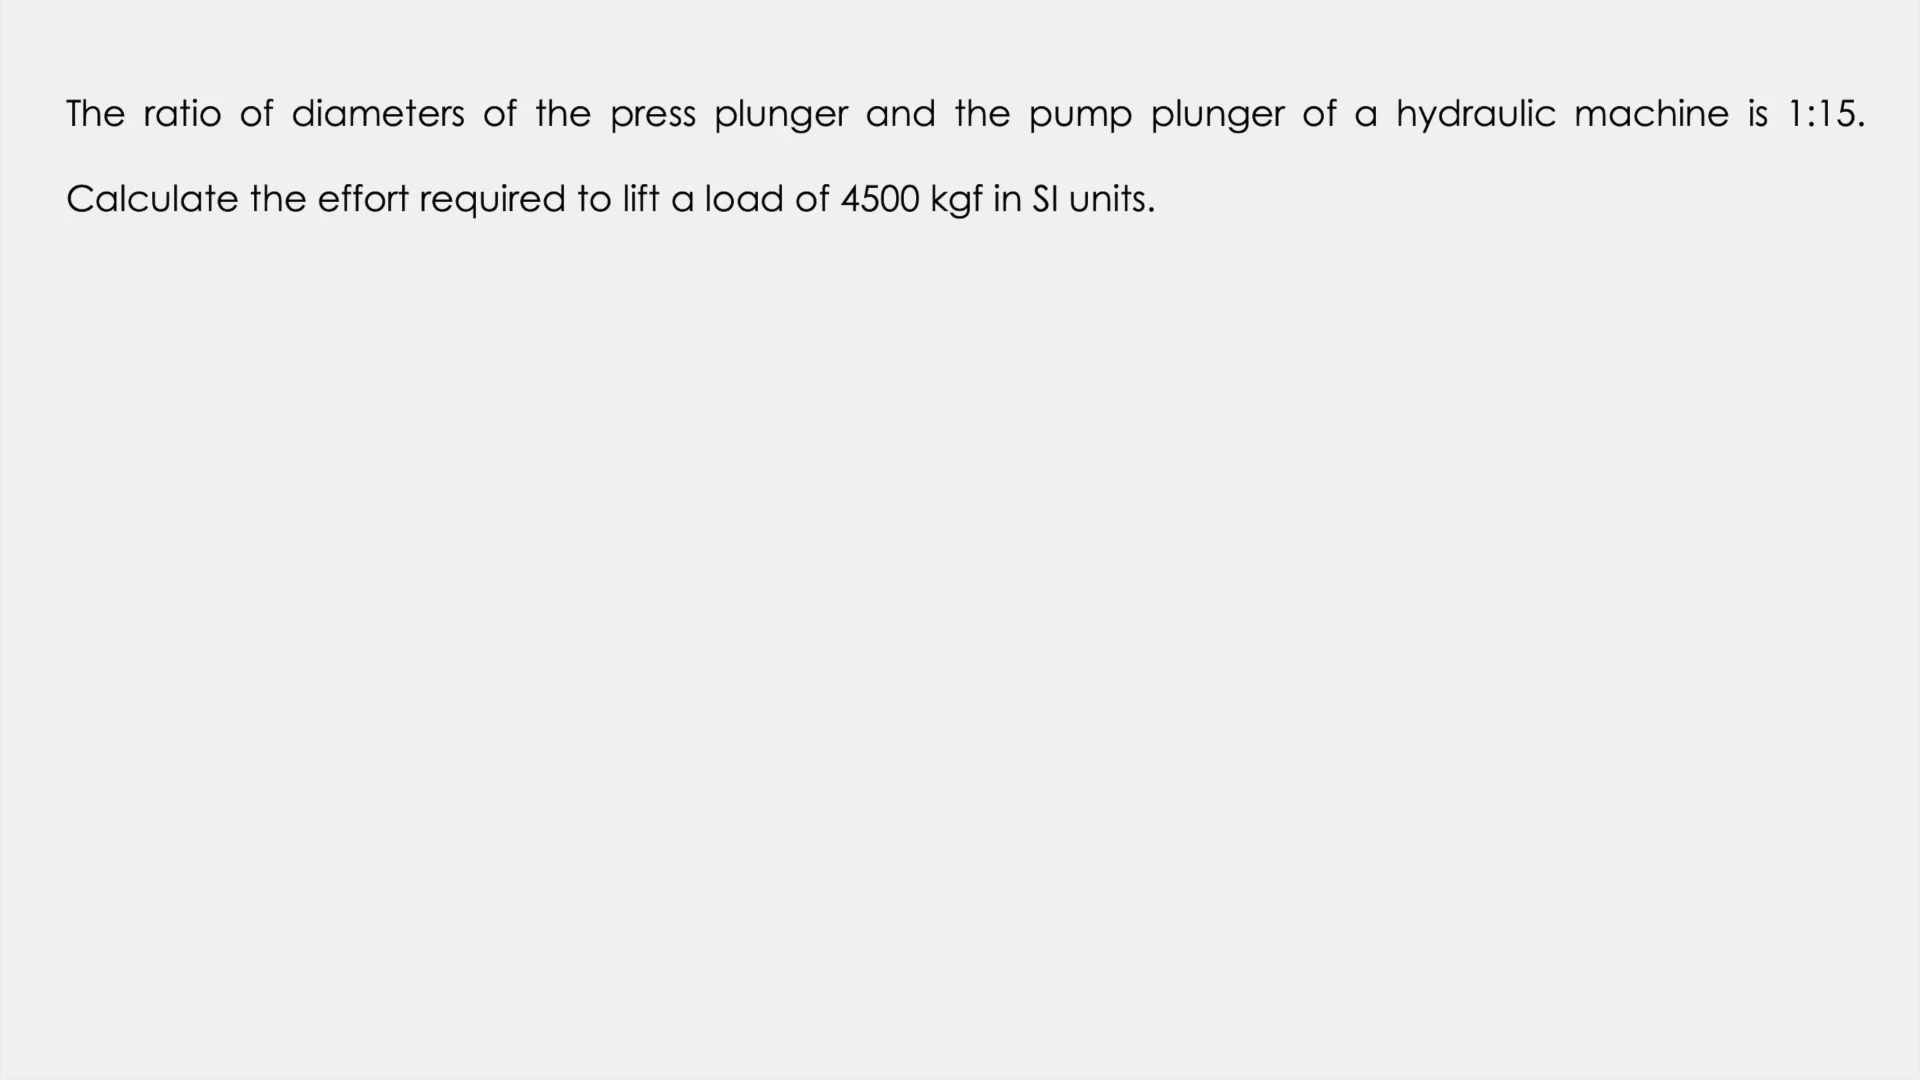 The ratio of diameters of the press plunger and the pump plunger of a hydraulic machine is 1:15.
Calculate the effort required to lift a load of 4500 kgf in SI units.